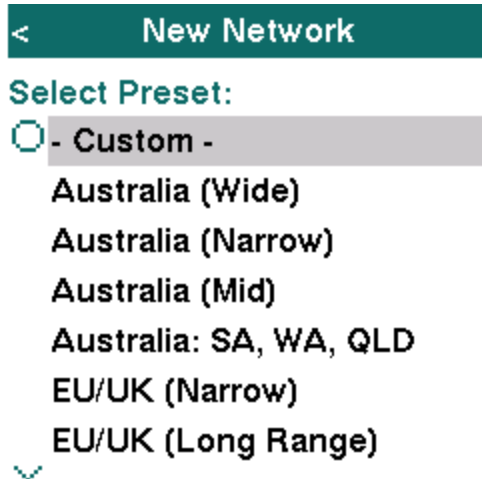 < New Network
Select Preset:
- Custom -
Australia (Wide)
Australia (Narrow)
Australia (Mid)
Australia: SA, WA, QLD
EU/UK (Narrow)
EU/UK (Long Range)